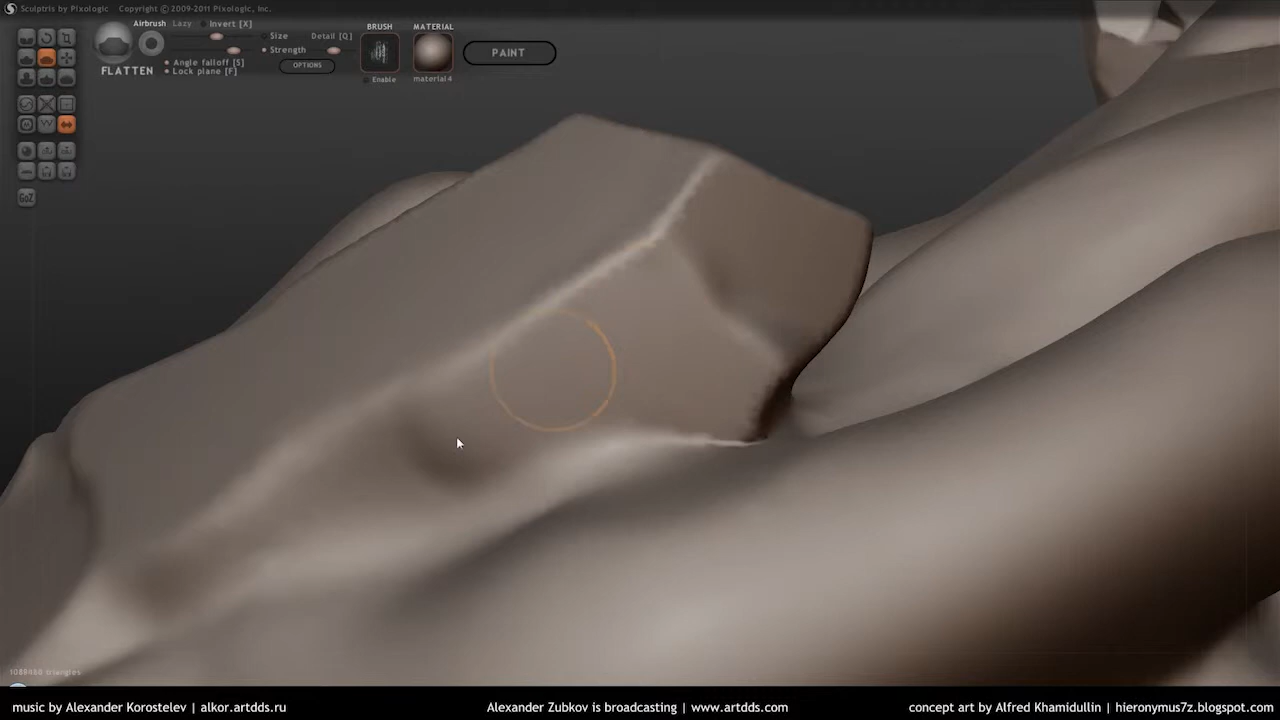 Sculptris by Pixologic Copyright © 2009-2011 Pixologic, Inc.
Airbrush Lazy Invert [X]
Size Detail [Q]
Strength
Angle falloff [S]
Lock plane [F]
FLATTEN
OPTIONS
BRUSH
Enable
MATERIAL
material4
PAINT
GoZ
triangles
music by Alexander Korostelev | alkor.artdds.ru
Alexander Zubkov is broadcasting | www.artdds.com
concept art by Alfred Khamidullin | hieronymus7z.blogspot.com